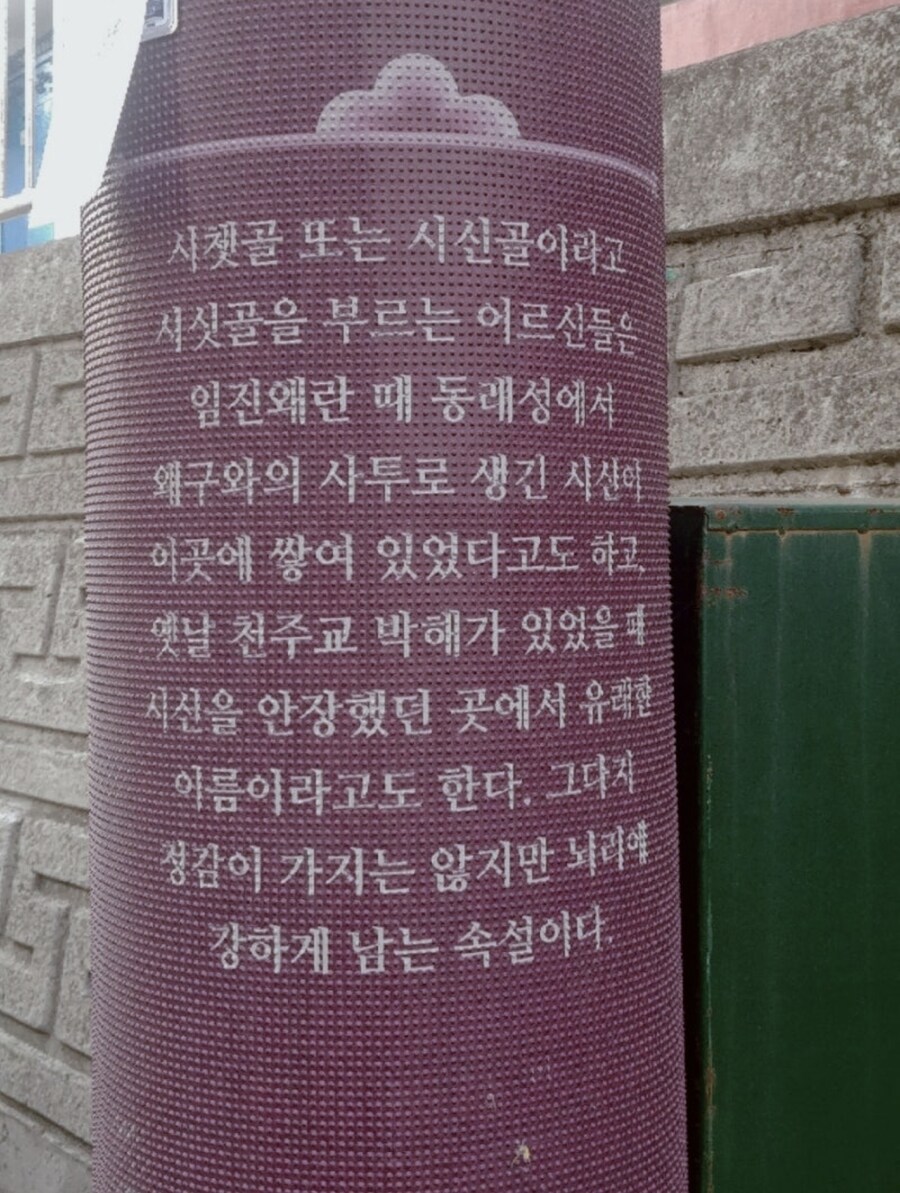 시쳇골 또는 시신골이라고
시싯골을 부르는 어르신들은
임진왜란 때 동래성에서
왜구와의 사투로 생긴 시산이
이곳에 쌓여 있었다고도 하고,
옛날 천주교 박해가 있었을 때
시산을 안장했던 곳에서 유래한
이름이라고도 한다. 그다지
정감이 가지는 않지만 뇌리에
강하게 남는 속설이다.